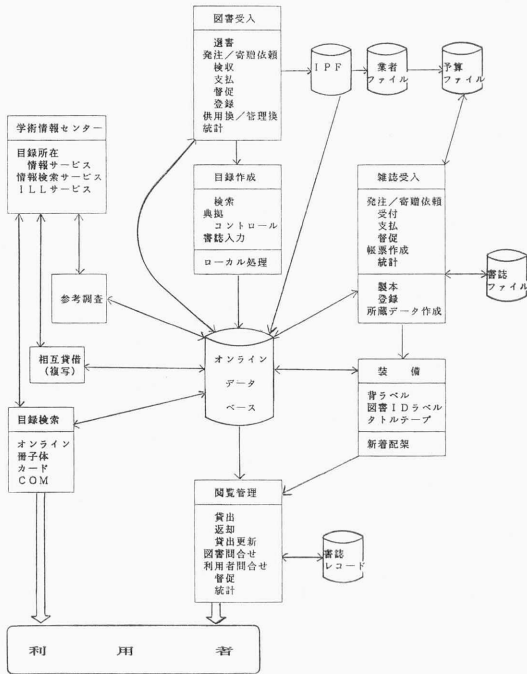 図書受入
選書
発注／寄贈依頼
検収
支払
督促
登録
供用換／管理換
統計
ＩＰＦ
業者
ファイル
予算
ファイル
学術情報センター
目録所在
情報サービス
情報検索サービス
ＩＬＬサービス
目録作成
検索
典拠
コントロール
書誌入力
ローカル処理
雑誌受入
発注／寄贈依頼
受付
支払
督促
帳票作成
統計
製本
登録
所蔵データ作成
書誌
ファイル
参考調査
相互貸借
（複写）
オンライン
データ
ベース
装備
背ラベル
図書ＩＤラベル
タトルテープ
新着配架
目録検索
オンライン
冊子体
カード
ＣＯＭ
閲覧管理
貸出
返却
貸出更新
図書問合せ
利用者問合せ
督促
統計
書誌
レコード
利用者